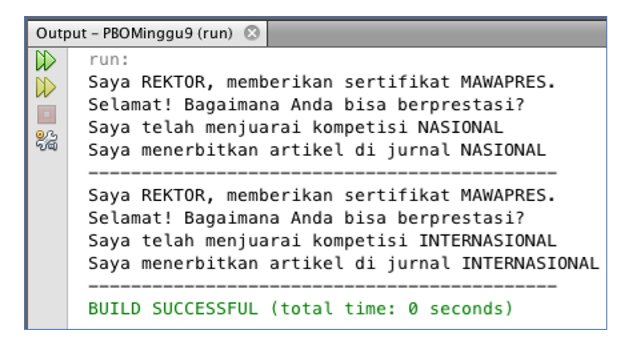 Output – PBOMinggu9 (run)
run:
Saya REKTOR, memberikan sertifikat MAWAPRES.
Selamat! Bagaimana Anda bisa berprestasi?
Saya telah menjuarai kompetisi NASIONAL
Saya menerbitkan artikel di jurnal NASIONAL
----------------------------------------------
Saya REKTOR, memberikan sertifikat MAWAPRES.
Selamat! Bagaimana Anda bisa berprestasi?
Saya telah menjuarai kompetisi INTERNASIONAL
Saya menerbitkan artikel di jurnal INTERNASIONAL
----------------------------------------------
BUILD SUCCESSFUL (total time: 0 seconds)